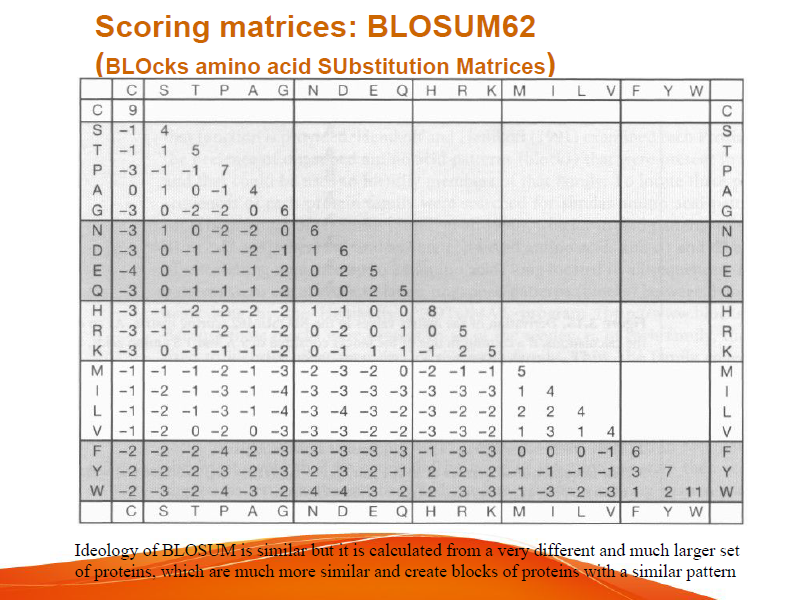 Scoring matrices: BLOSUM62
(BLOcks amino acid SUbstitution Matrices)
C S T P A G N D E Q H R K M I L V F Y W
C 9 C
S -1 4 S
T -1 1 5 T
P -3 -1 -1 7 P
A 0 1 0 -1 4 A
G -3 0 -2 -2 0 6 G
N -3 1 0 -2 -2 0 6 N
D -3 0 -1 -1 -2 -1 1 6 D
E -4 0 -1 -1 -1 -2 0 2 5 E
Q -3 0 -1 -1 -1 -2 0 0 2 5 Q
H -3 -1 -2 -2 -2 -2 1 -1 0 0 8 H
R -3 -1 -1 -2 -1 -2 0 -2 0 1 0 5 R
K -3 0 -1 -1 -1 -2 0 -1 1 1 -1 2 5 K
M -1 -1 -1 -2 -1 -3 -2 -3 -2 0 -2 -1 -1 5 M
I -1 -2 -1 -3 -1 -4 -3 -3 -3 -3 -3 -3 -3 1 4 I
L -1 -2 -1 -3 -1 -4 -3 -4 -3 -2 -3 -2 -2 2 2 4 L
V -1 -2 0 -2 0 -3 -3 -3 -2 -2 -3 -3 -2 1 3 1 4 V
F -2 -2 -2 -4 -2 -3 -3 -3 -3 -3 -1 -3 -3 0 0 0 -1 6 F
Y -2 -2 -2 -3 -2 -3 -2 -3 -2 -1 2 -2 -2 -1 -1 -1 -1 3 7 Y
W -2 -3 -2 -4 -3 -2 -4 -4 -3 -2 -2 -3 -3 -1 -3 -2 -3 1 2 11 W
C S T P A G N D E Q H R K M I L V F Y W
Ideology of BLOSUM is similar but it is calculated from a very different and much larger set
of proteins, which are much more similar and create blocks of proteins with a similar pattern